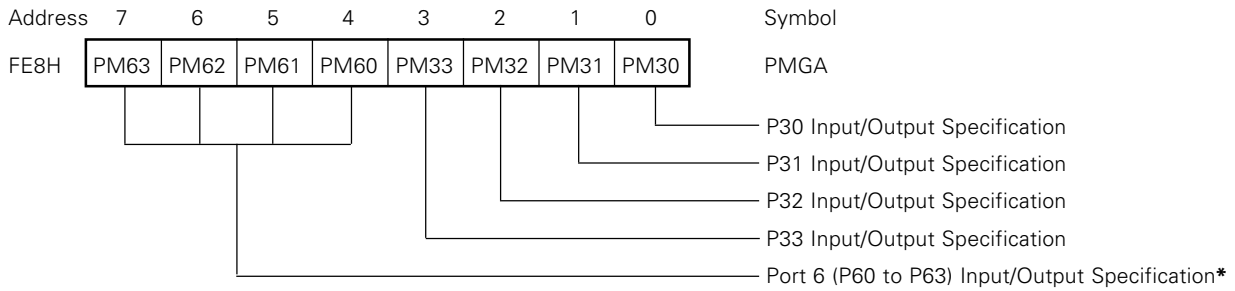 Address 7 6 5 4 3 2 1 0 Symbol
FE8H PM63 PM62 PM61 PM60 PM33 PM32 PM31 PM30 PMGA
P30 Input/Output Specification
P31 Input/Output Specification
P32 Input/Output Specification
P33 Input/Output Specification
Port 6 (P60 to P63) Input/Output Specification*